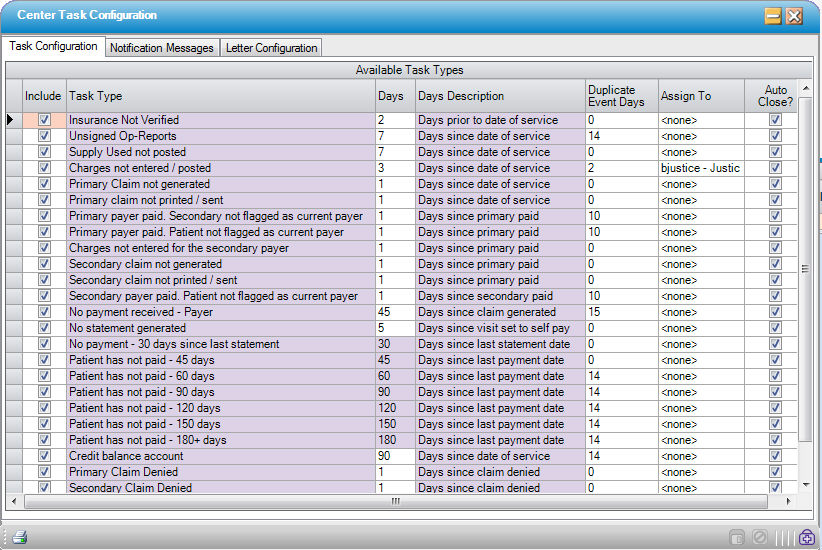 Center Task Configuration
Task Configuration Notification Messages Letter Configuration
Available Task Types
Include Task Type Days Days Description Duplicate Event Days Assign To Auto Close?
Insurance Not Verified 2 Days prior to date of service 0 <none>
Unsigned Op-Reports 7 Days since date of service 14 <none>
Supply Used not posted 7 Days since date of service 0 <none>
Charges not entered / posted 3 Days since date of service 2 bjustice - Justic
Primary Claim not generated 1 Days since date of service 0 <none>
Primary claim not printed / sent 1 Days since date of service 0 <none>
Primary payer paid. Secondary not flagged as current payer 1 Days since primary paid 10 <none>
Primary payer paid. Patient not flagged as current payer 1 Days since primary paid 10 <none>
Charges not entered for the secondary payer 1 Days since primary paid 0 <none>
Secondary claim not generated 1 Days since primary paid 0 <none>
Secondary claim not printed / sent 1 Days since primary paid 0 <none>
Secondary payer paid. Patient not flagged as current payer 1 Days since secondary paid 10 <none>
No payment received - Payer 45 Days since claim generated 15 <none>
No statement generated 5 Days since visit set to self pay 0 <none>
No payment - 30 days since last statement 30 Days since last statement date 0 <none>
Patient has not paid - 45 days 45 Days since last payment date 0 <none>
Patient has not paid - 60 days 60 Days since last payment date 14 <none>
Patient has not paid - 90 days 90 Days since last payment date 14 <none>
Patient has not paid - 120 days 120 Days since last payment date 14 <none>
Patient has not paid - 150 days 150 Days since last payment date 14 <none>
Patient has not paid - 180+ days 180 Days since last payment date 14 <none>
Credit balance account 90 Days since date of service 14 <none>
Primary Claim Denied 1 Days since claim denied 0 <none>
Secondary Claim Denied 1 Days since claim denied 0 <none>